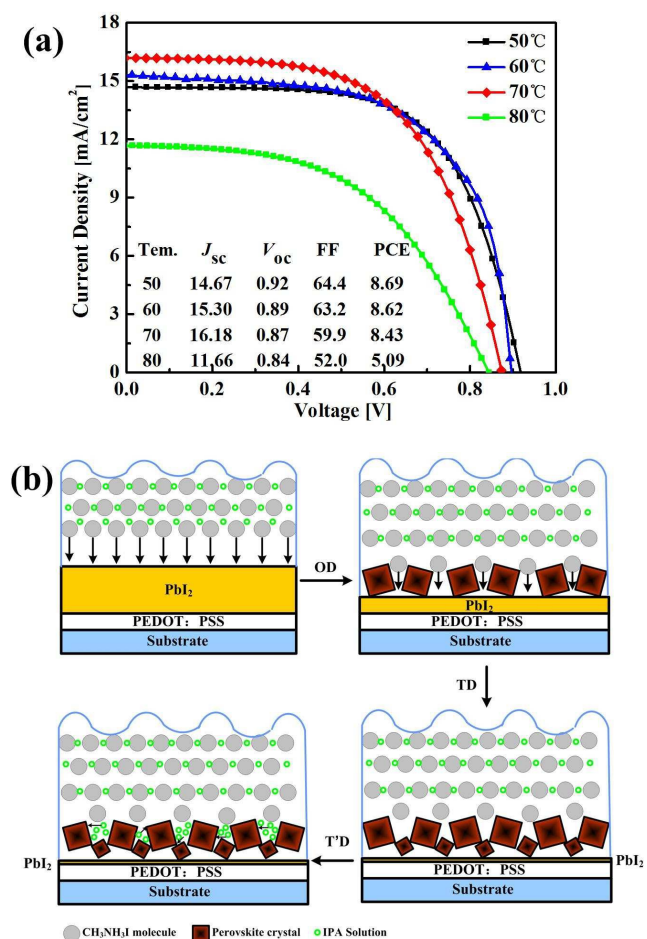 (a)
Current Density [mA/cm²]
18
15
12
9
6
3
0
50℃
60℃
70℃
80℃
Tem. Jsc Voc FF PCE
50 14.67 0.92 64.4 8.69
60 15.30 0.89 63.2 8.62
70 16.18 0.87 59.9 8.43
80 11.66 0.84 52.0 5.09
0.0 0.2 0.4 0.6 0.8 1.0
Voltage [V]
(b)
PbI₂
PEDOT: PSS
Substrate
OD
PbI₂
PEDOT: PSS
Substrate
TD
PbI₂
PEDOT: PSS
Substrate
T'D
PbI₂
PEDOT: PSS
Substrate
CH₃NH₃I molecule
Perovskite crystal
IPA Solution